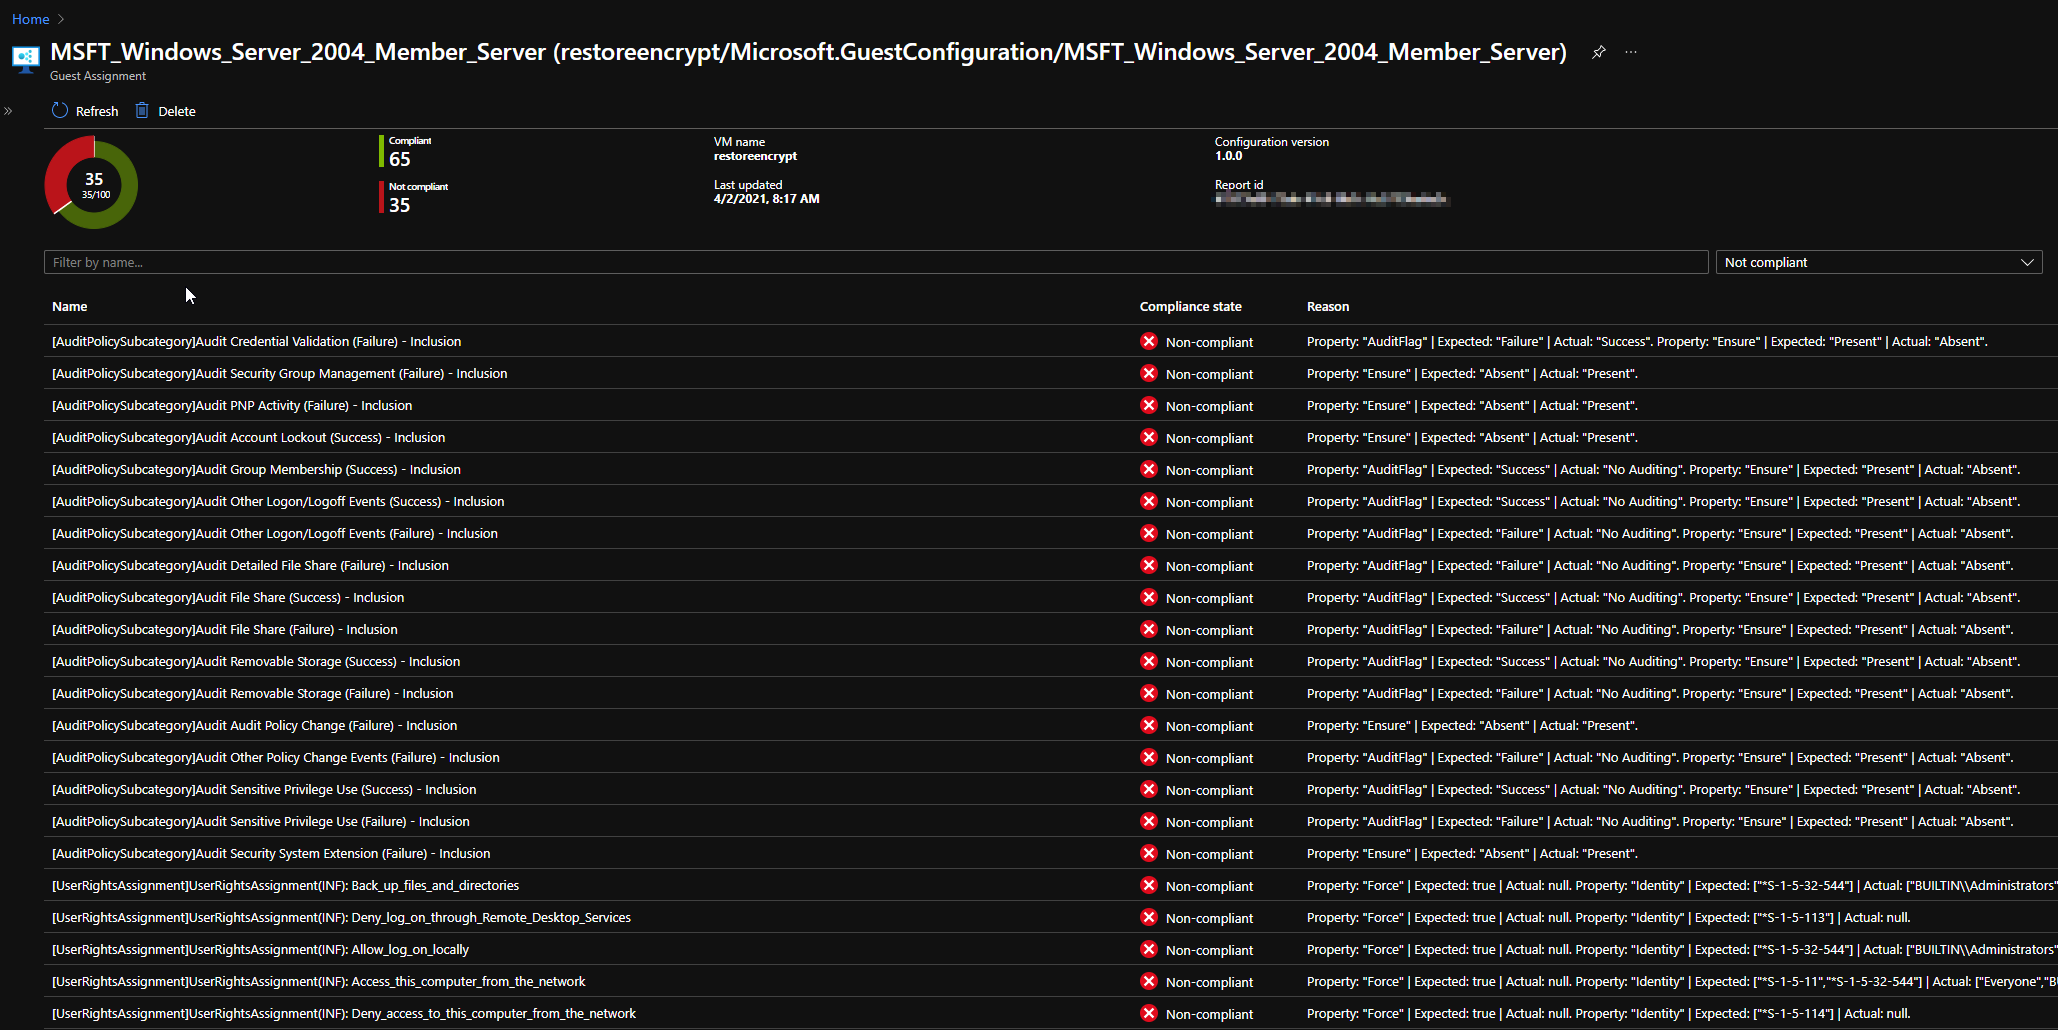 Home
MSFT_Windows_Server_2004_Member_Server (restoreencrypt/Microsoft.GuestConfiguration/MSFT_Windows_Server_2004_Member_Server)
Guest Assignment
Refresh Delete
35
35/100
Compliant
65
Not compliant
35
VM name
restoreencrypt
Last updated
4/2/2021, 8:17 AM
Configuration version
1.0.0
Report id
Filter by name... Not compliant
Name Compliance state Reason
[AuditPolicySubcategory]Audit Credential Validation (Failure) - Inclusion Non-compliant Property: "AuditFlag" | Expected: "Failure" | Actual: "Success". Property: "Ensure" | Expected: "Present" | Actual: "Absent".
[AuditPolicySubcategory]Audit Security Group Management (Failure) - Inclusion Non-compliant Property: "Ensure" | Expected: "Absent" | Actual: "Present".
[AuditPolicySubcategory]Audit PNP Activity (Failure) - Inclusion Non-compliant Property: "Ensure" | Expected: "Absent" | Actual: "Present".
[AuditPolicySubcategory]Audit Account Lockout (Success) - Inclusion Non-compliant Property: "Ensure" | Expected: "Absent" | Actual: "Present".
[AuditPolicySubcategory]Audit Group Membership (Success) - Inclusion Non-compliant Property: "AuditFlag" | Expected: "Success" | Actual: "No Auditing". Property: "Ensure" | Expected: "Present" | Actual: "Absent".
[AuditPolicySubcategory]Audit Other Logon/Logoff Events (Success) - Inclusion Non-compliant Property: "AuditFlag" | Expected: "Success" | Actual: "No Auditing". Property: "Ensure" | Expected: "Present" | Actual: "Absent".
[AuditPolicySubcategory]Audit Other Logon/Logoff Events (Failure) - Inclusion Non-compliant Property: "AuditFlag" | Expected: "Failure" | Actual: "No Auditing". Property: "Ensure" | Expected: "Present" | Actual: "Absent".
[AuditPolicySubcategory]Audit Detailed File Share (Failure) - Inclusion Non-compliant Property: "AuditFlag" | Expected: "Failure" | Actual: "No Auditing". Property: "Ensure" | Expected: "Present" | Actual: "Absent".
[AuditPolicySubcategory]Audit File Share (Success) - Inclusion Non-compliant Property: "AuditFlag" | Expected: "Success" | Actual: "No Auditing". Property: "Ensure" | Expected: "Present" | Actual: "Absent".
[AuditPolicySubcategory]Audit File Share (Failure) - Inclusion Non-compliant Property: "AuditFlag" | Expected: "Failure" | Actual: "No Auditing". Property: "Ensure" | Expected: "Present" | Actual: "Absent".
[AuditPolicySubcategory]Audit Removable Storage (Success) - Inclusion Non-compliant Property: "AuditFlag" | Expected: "Success" | Actual: "No Auditing". Property: "Ensure" | Expected: "Present" | Actual: "Absent".
[AuditPolicySubcategory]Audit Removable Storage (Failure) - Inclusion Non-compliant Property: "AuditFlag" | Expected: "Failure" | Actual: "No Auditing". Property: "Ensure" | Expected: "Present" | Actual: "Absent".
[AuditPolicySubcategory]Audit Audit Policy Change (Failure) - Inclusion Non-compliant Property: "Ensure" | Expected: "Absent" | Actual: "Present".
[AuditPolicySubcategory]Audit Other Policy Change Events (Failure) - Inclusion Non-compliant Property: "AuditFlag" | Expected: "Failure" | Actual: "No Auditing". Property: "Ensure" | Expected: "Present" | Actual: "Absent".
[AuditPolicySubcategory]Audit Sensitive Privilege Use (Success) - Inclusion Non-compliant Property: "AuditFlag" | Expected: "Success" | Actual: "No Auditing". Property: "Ensure" | Expected: "Present" | Actual: "Absent".
[AuditPolicySubcategory]Audit Sensitive Privilege Use (Failure) - Inclusion Non-compliant Property: "AuditFlag" | Expected: "Failure" | Actual: "No Auditing". Property: "Ensure" | Expected: "Present" | Actual: "Absent".
[AuditPolicySubcategory]Audit Security System Extension (Failure) - Inclusion Non-compliant Property: "Ensure" | Expected: "Absent" | Actual: "Present".
[UserRightsAssignment]UserRightsAssignment(INF): Back_up_files_and_directories Non-compliant Property: "Force" | Expected: true | Actual: null. Property: "Identity" | Expected: ["*S-1-5-32-544"] | Actual: ["BUILTIN\\Administrators"
[UserRightsAssignment]UserRightsAssignment(INF): Deny_log_on_through_Remote_Desktop_Services Non-compliant Property: "Force" | Expected: true | Actual: null. Property: "Identity" | Expected: ["*S-1-5-113"] | Actual: null.
[UserRightsAssignment]UserRightsAssignment(INF): Allow_log_on_locally Non-compliant Property: "Force" | Expected: true | Actual: null. Property: "Identity" | Expected: ["*S-1-5-32-544"] | Actual: ["BUILTIN\\Administrators"
[UserRightsAssignment]UserRightsAssignment(INF): Access_this_computer_from_the_network Non-compliant Property: "Force" | Expected: true | Actual: null. Property: "Identity" | Expected: ["*S-1-5-11","*S-1-5-32-544"] | Actual: ["Everyone","B
[UserRightsAssignment]UserRightsAssignment(INF): Deny_access_to_this_computer_from_the_network Non-compliant Property: "Force" | Expected: true | Actual: null. Property: "Identity" | Expected: ["*S-1-5-114"] | Actual: null.